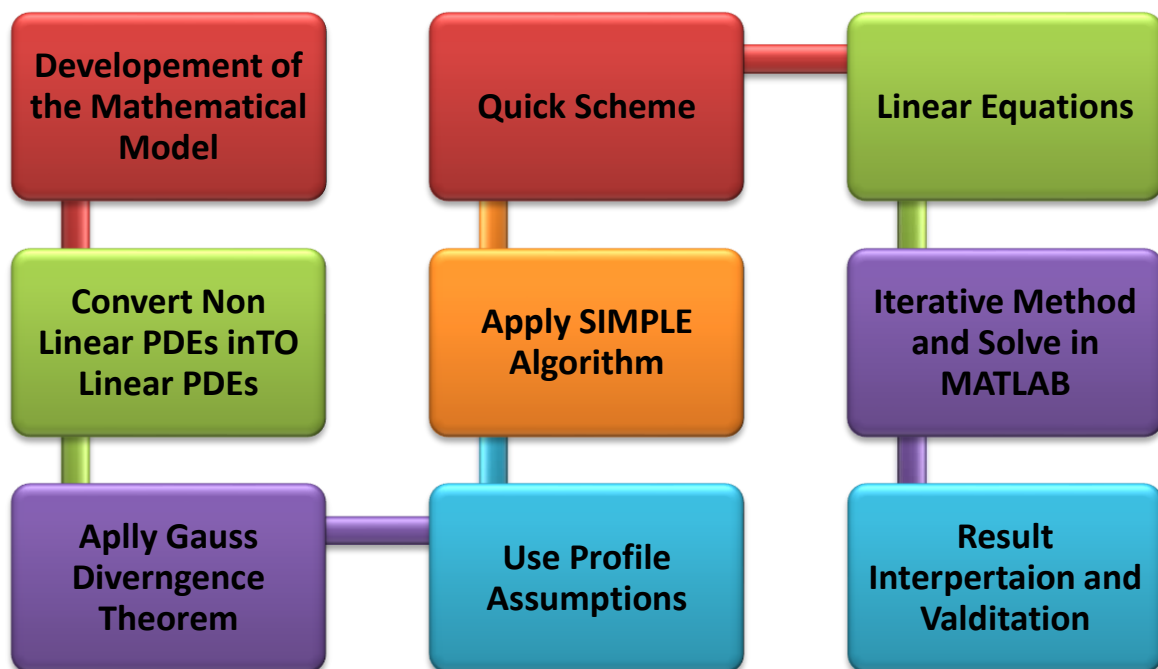 Developement of
the Mathematical
Model
Convert Non
Linear PDEs inTO
Linear PDEs
Aplly Gauss
Diverngence
Theorem
Use Profile
Assumptions
Apply SIMPLE
Algorithm
Quick Scheme
Linear Equations
Iterative Method
and Solve in
MATLAB
Result
Interpertaion and
Valditation